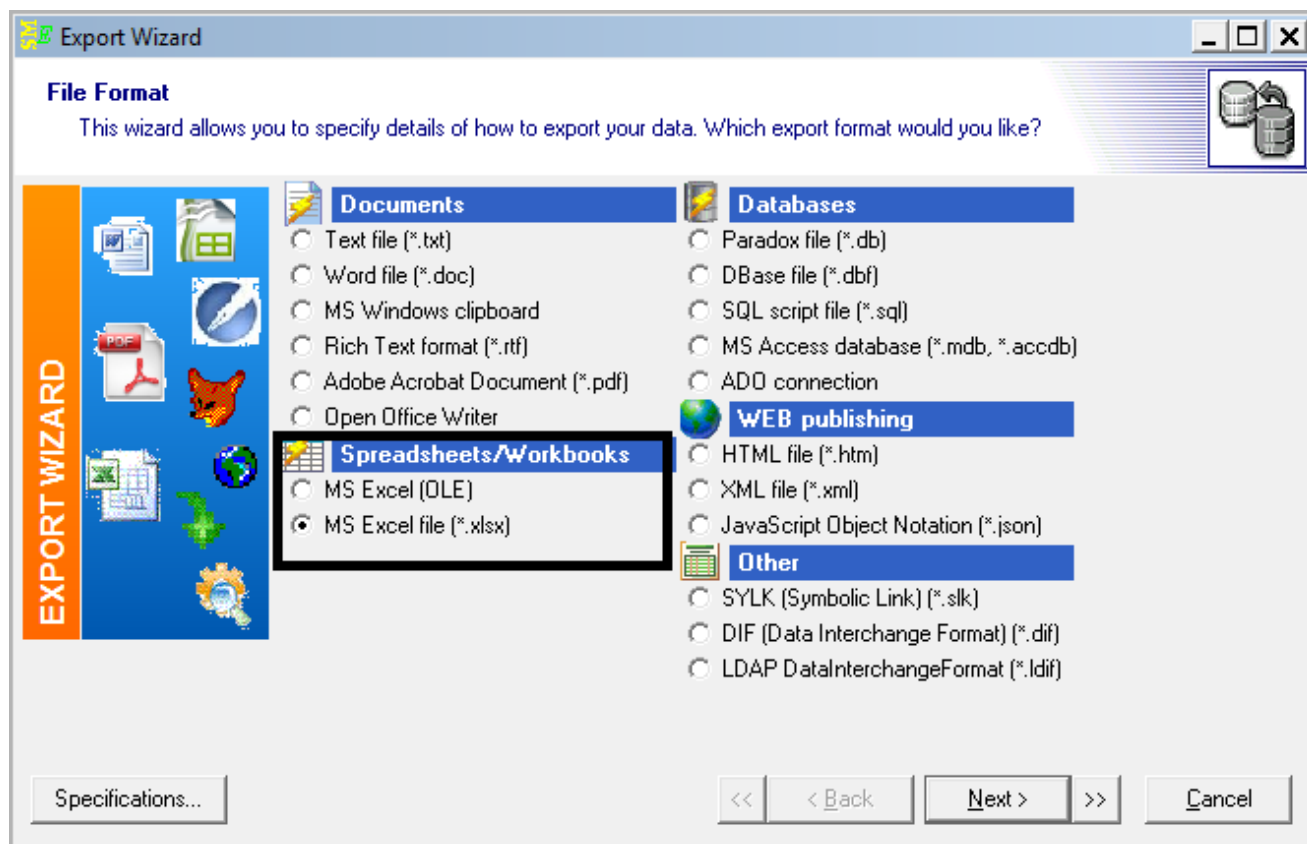 SME Export Wizard
File Format
This wizard allows you to specify details of how to export your data. Which export format would you like?
EXPORT WIZARD
PDF
Documents
Text file (*.txt)
Word file (*.doc)
MS Windows clipboard
Rich Text format (*.rtf)
Adobe Acrobat Document (*.pdf)
Open Office Writer
Spreadsheets/Workbooks
MS Excel (OLE)
MS Excel file (*.xlsx)
Databases
Paradox file (*.db)
DBase file (*.dbf)
SQL script file (*.sql)
MS Access database (*.mdb, *.accdb)
ADO connection
WEB publishing
HTML file (*.htm)
XML file (*.xml)
JavaScript Object Notation (*.json)
Other
SYLK (Symbolic Link) (*.slk)
DIF (Data Interchange Format) (*.dif)
LDAP DataInterchangeFormat (*.ldif)
Specifications... << < Back Next > >> Cancel